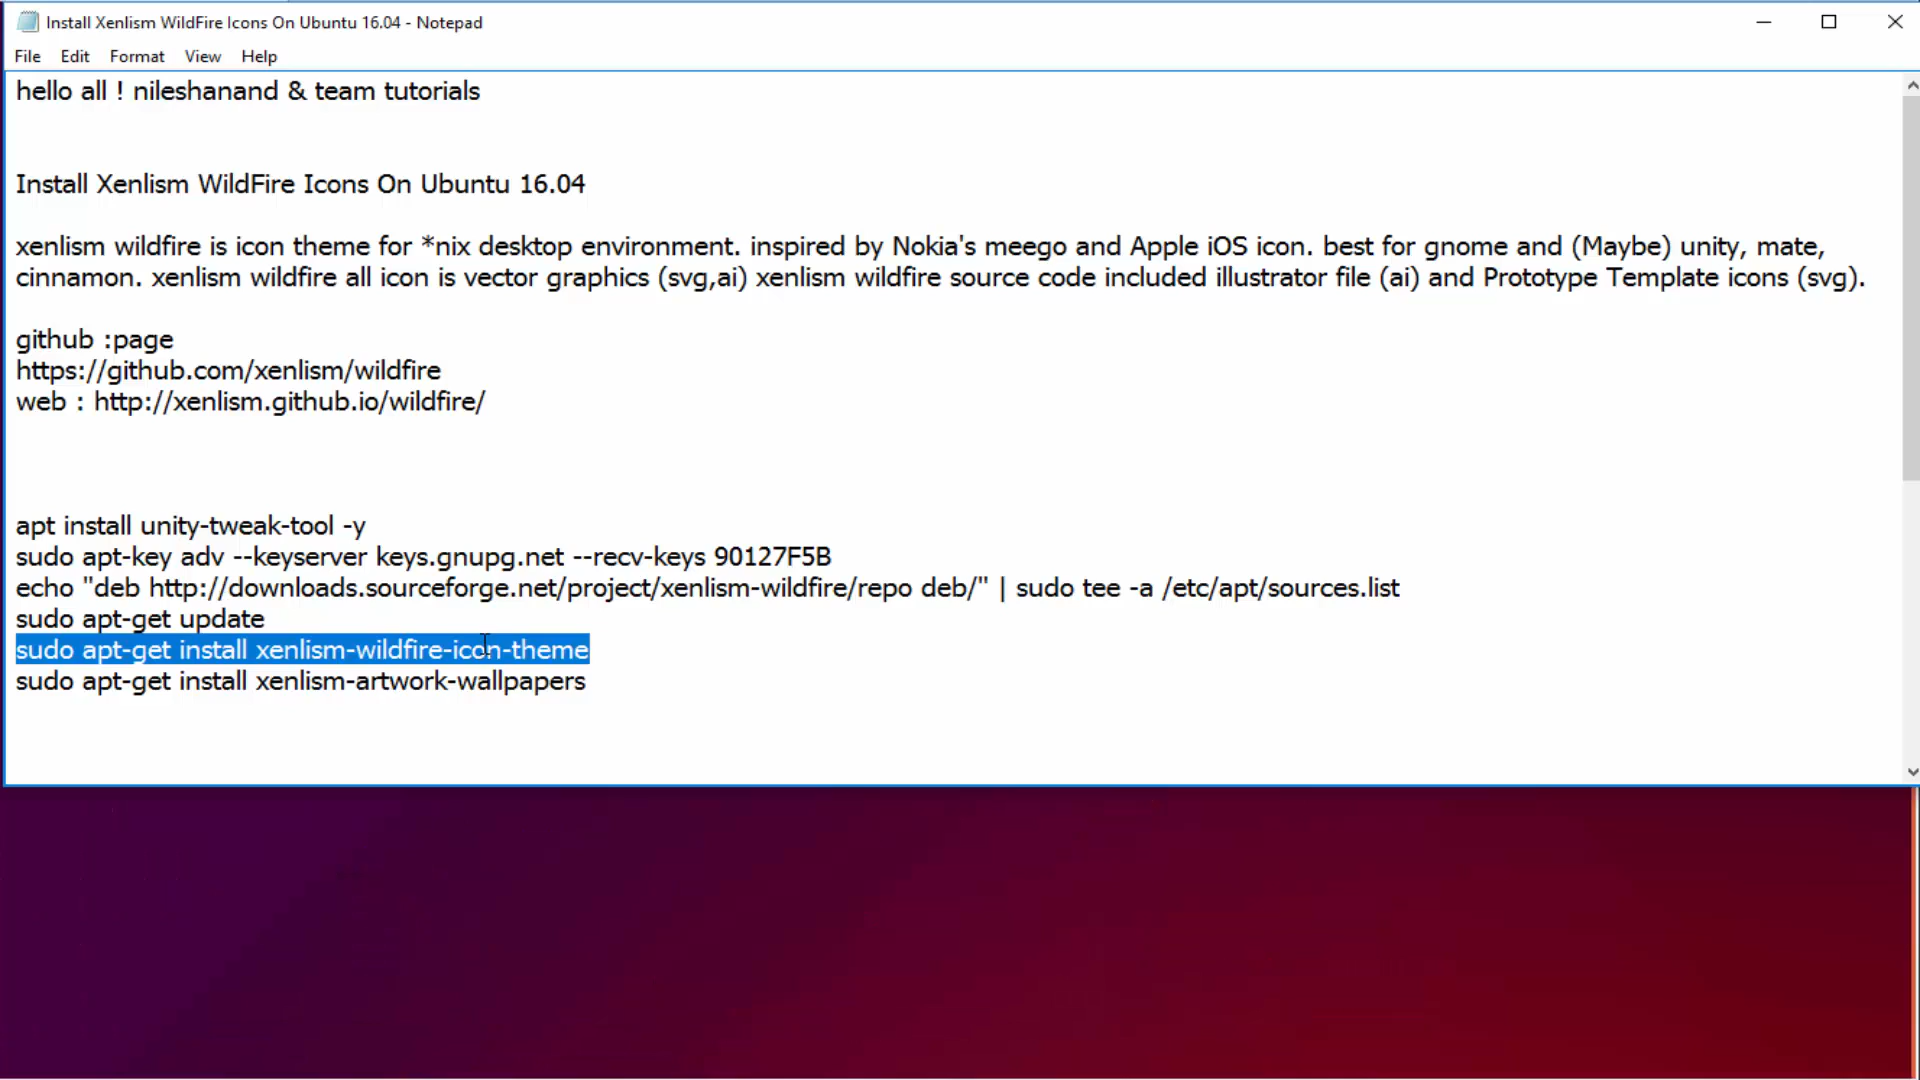 Install Xenlism WildFire Icons On Ubuntu 16.04 - Notepad
File Edit Format View Help
hello all ! nileshanand & team tutorials
Install Xenlism WildFire Icons On Ubuntu 16.04
xenlism wildfire is icon theme for *nix desktop environment. inspired by Nokia's meego and Apple iOS icon. best for gnome and (Maybe) unity, mate,
cinnamon. xenlism wildfire all icon is vector graphics (svg,ai) xenlism wildfire source code included illustrator file (ai) and Prototype Template icons (svg).
github :page
https://github.com/xenlism/wildfire
web : http://xenlism.github.io/wildfire/
apt install unity-tweak-tool -y
sudo apt-key adv --keyserver keys.gnupg.net --recv-keys 90127F5B
echo "deb http://downloads.sourceforge.net/project/xenlism-wildfire/repo deb/" | sudo tee -a /etc/apt/sources.list
sudo apt-get update
sudo apt-get install xenlism-wildfire-icon-theme
sudo apt-get install xenlism-artwork-wallpapers